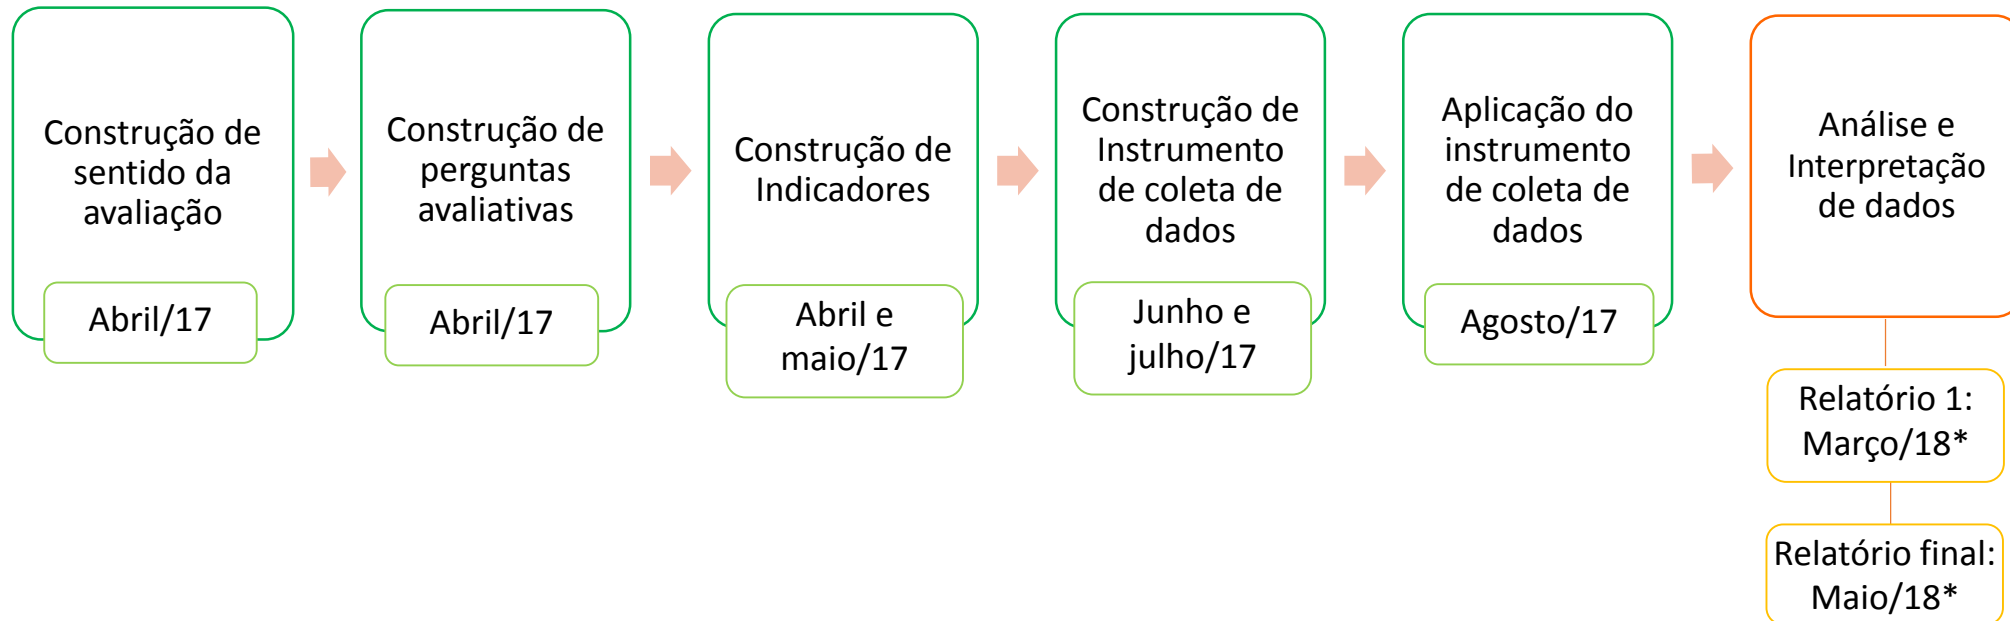 Construção de
sentido da
avaliação
Abril/17
Construção de
perguntas
avaliativas
Abril/17
Construção de
Indicadores
Abril e
maio/17
Construção de
Instrumento
de coleta de
dados
Junho e
julho/17
Aplicação do
instrumento
de coleta de
dados
Agosto/17
Análise e
Interpretação
de dados
Relatório 1:
Março/18*
Relatório final:
Maio/18*